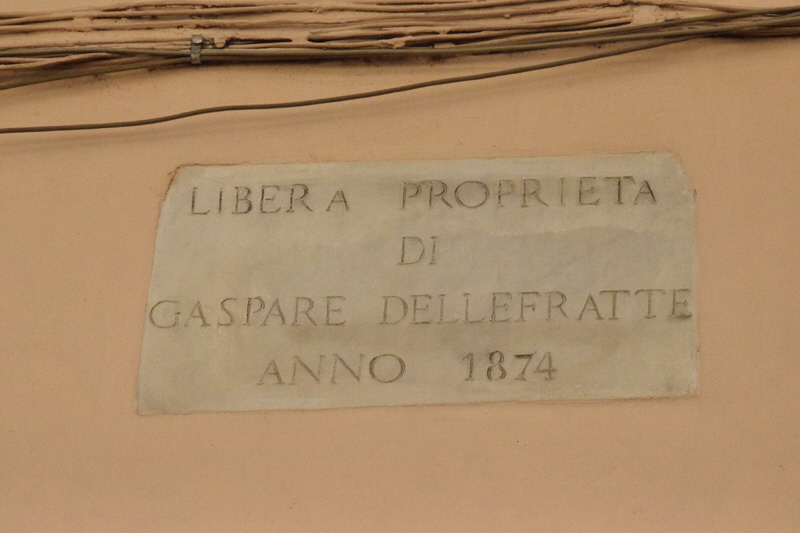 LIBERA PROPRIETA
DI
GASPARE DELLEFRATTE
ANNO 1874